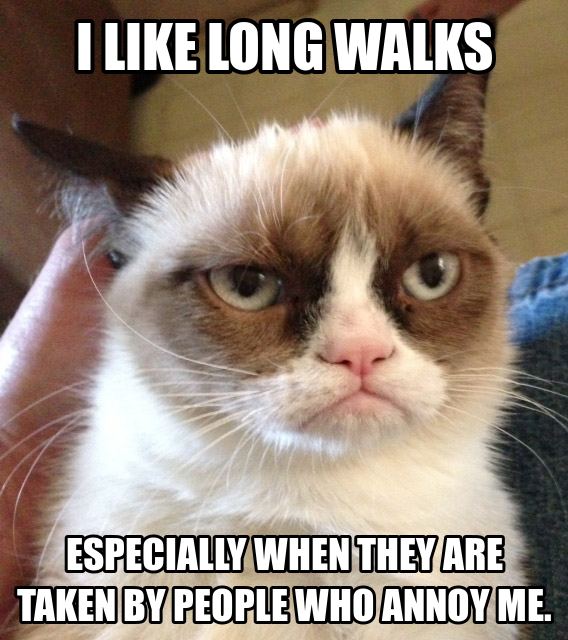 I LIKE LONG WALKS
ESPECIALLY WHEN THEY ARE
TAKEN BY PEOPLE WHO ANNOY ME.